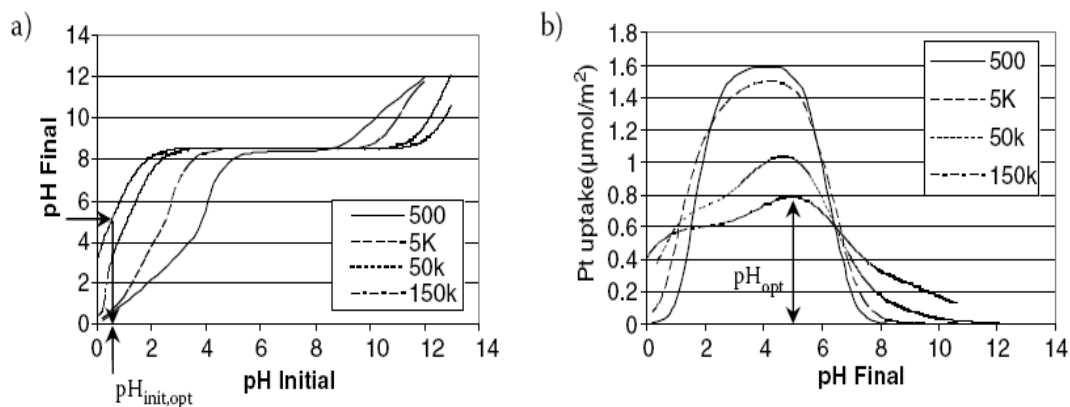 a)
pH Final
14
12
10
8
6
4
2
0
0 2 4 6 8 10 12 14
pH Initial
pHinit,opt
500
5K
50k
150k
b)
Pt uptake(µmol/m²)
1.8
1.6
1.4
1.2
1
0.8
0.6
0.4
0.2
0
0 2 4 6 8 10 12 14
pH Final
pHopt
500
5K
50k
150k